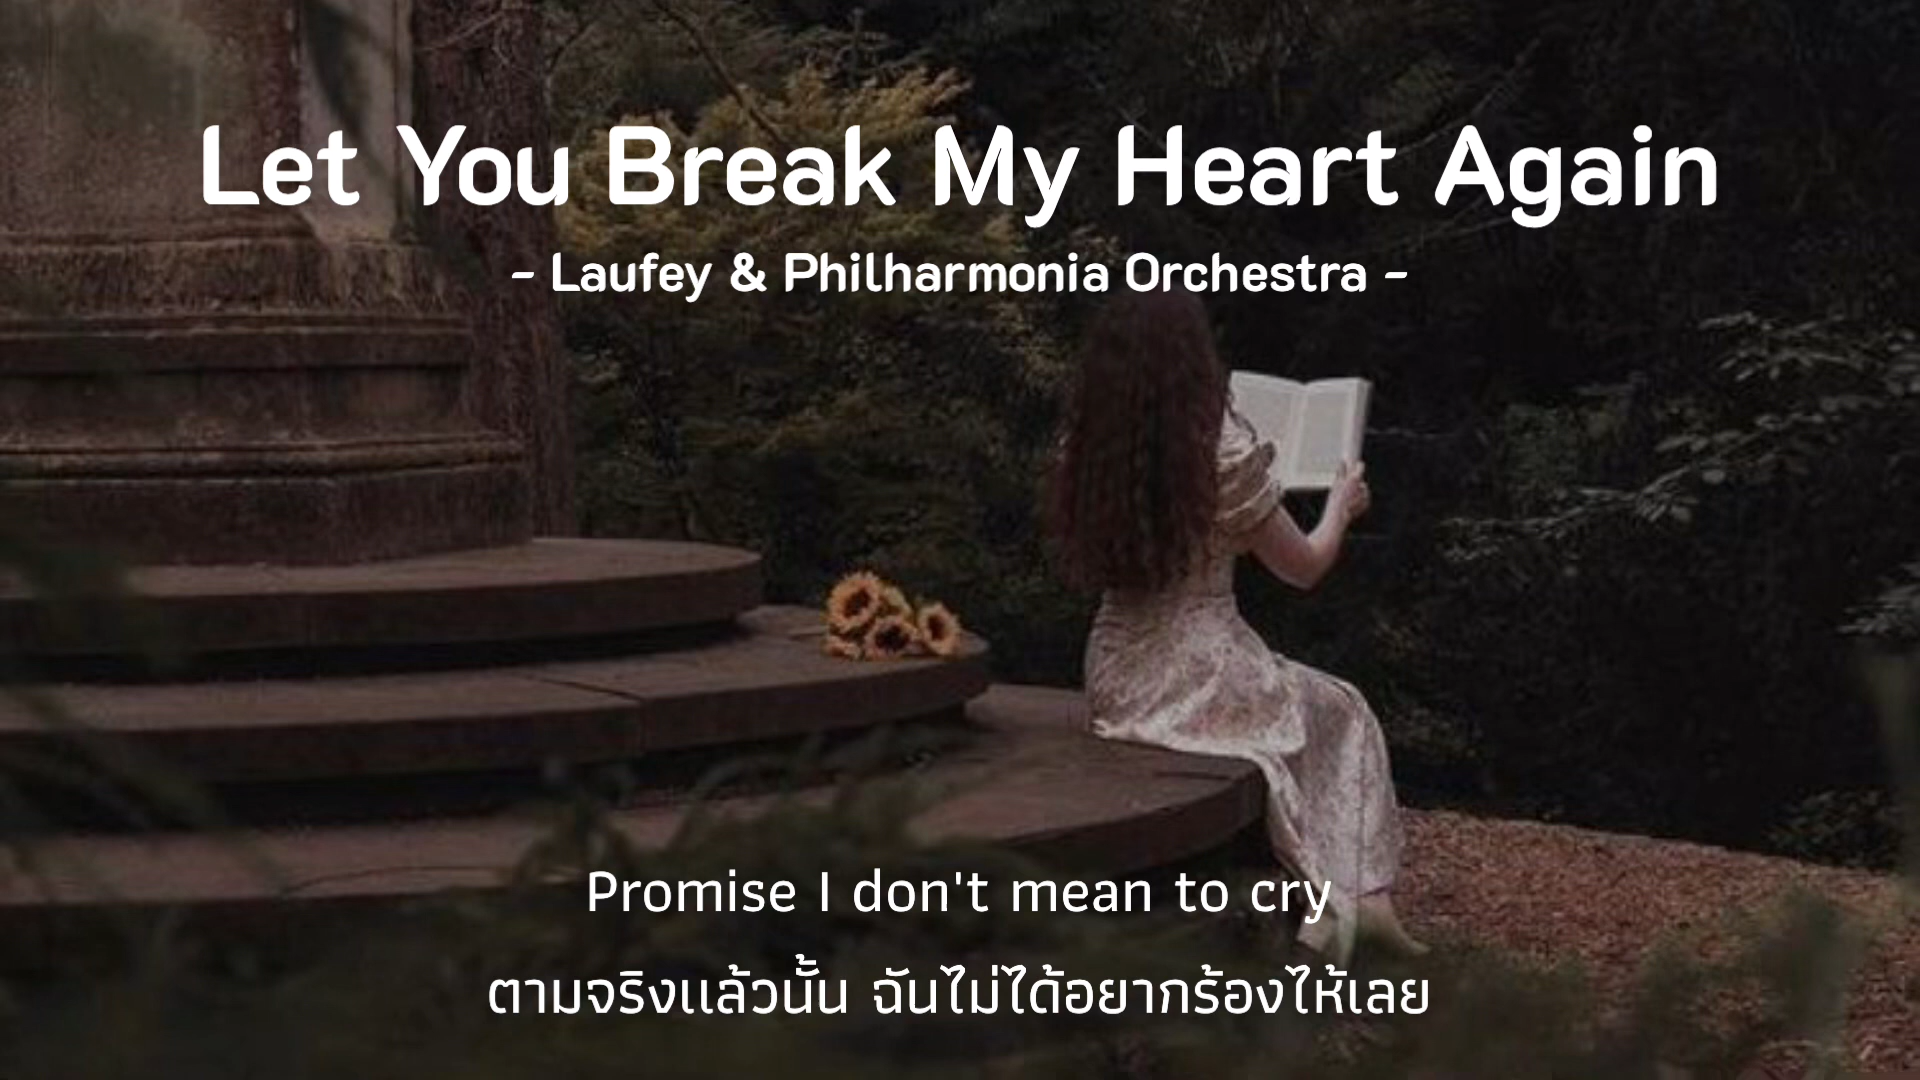 Let You Break My Heart Again
- Laufey & Philharmonia Orchestra -
Promise I don't mean to cry
ตามจริงแล้วนั้น ฉันไม่ได้อยากร้องไห้เลย